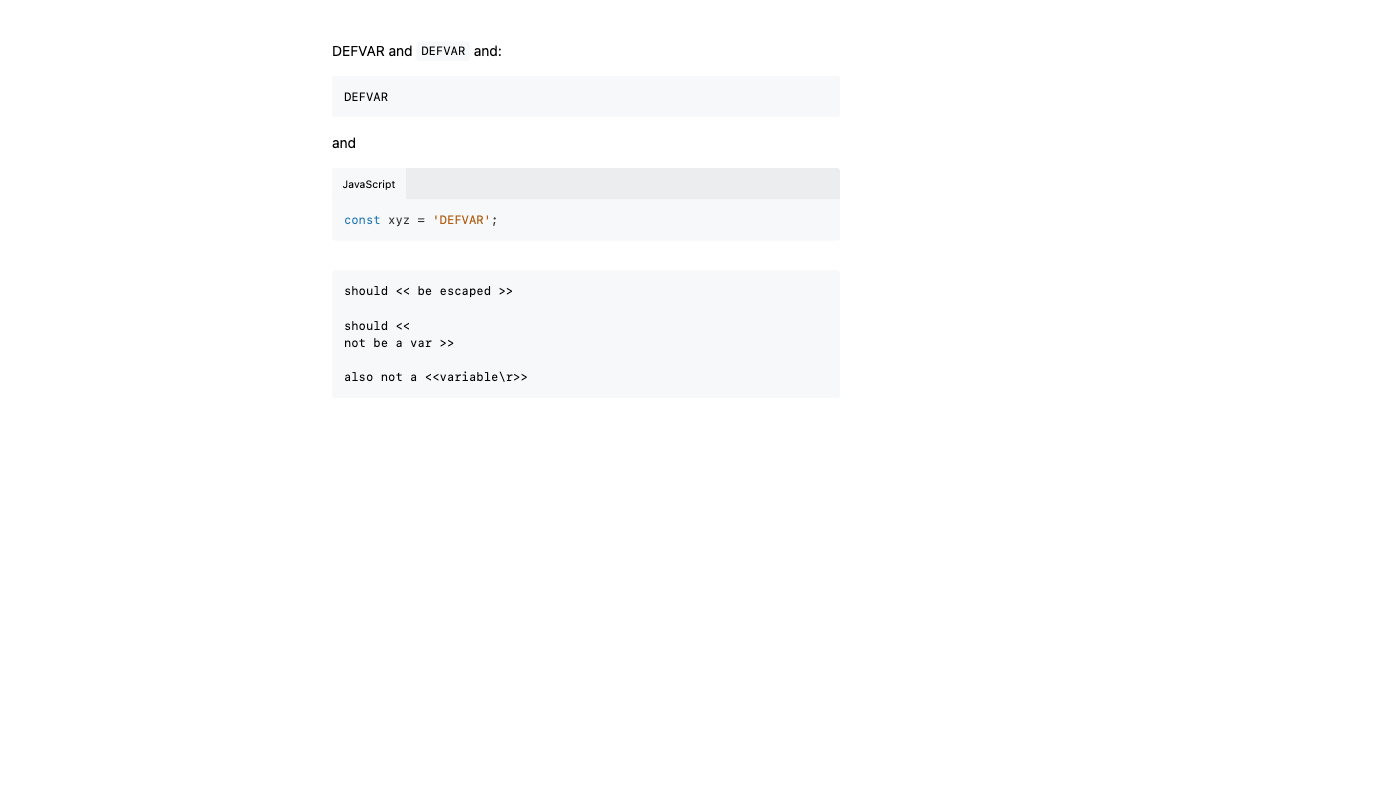 DEFVAR and DEFVAR and:
DEFVAR
and
JavaScript
const xyz = 'DEFVAR';
should << be escaped >>
should <<
not be a var >>
also not a <<variable\r>>